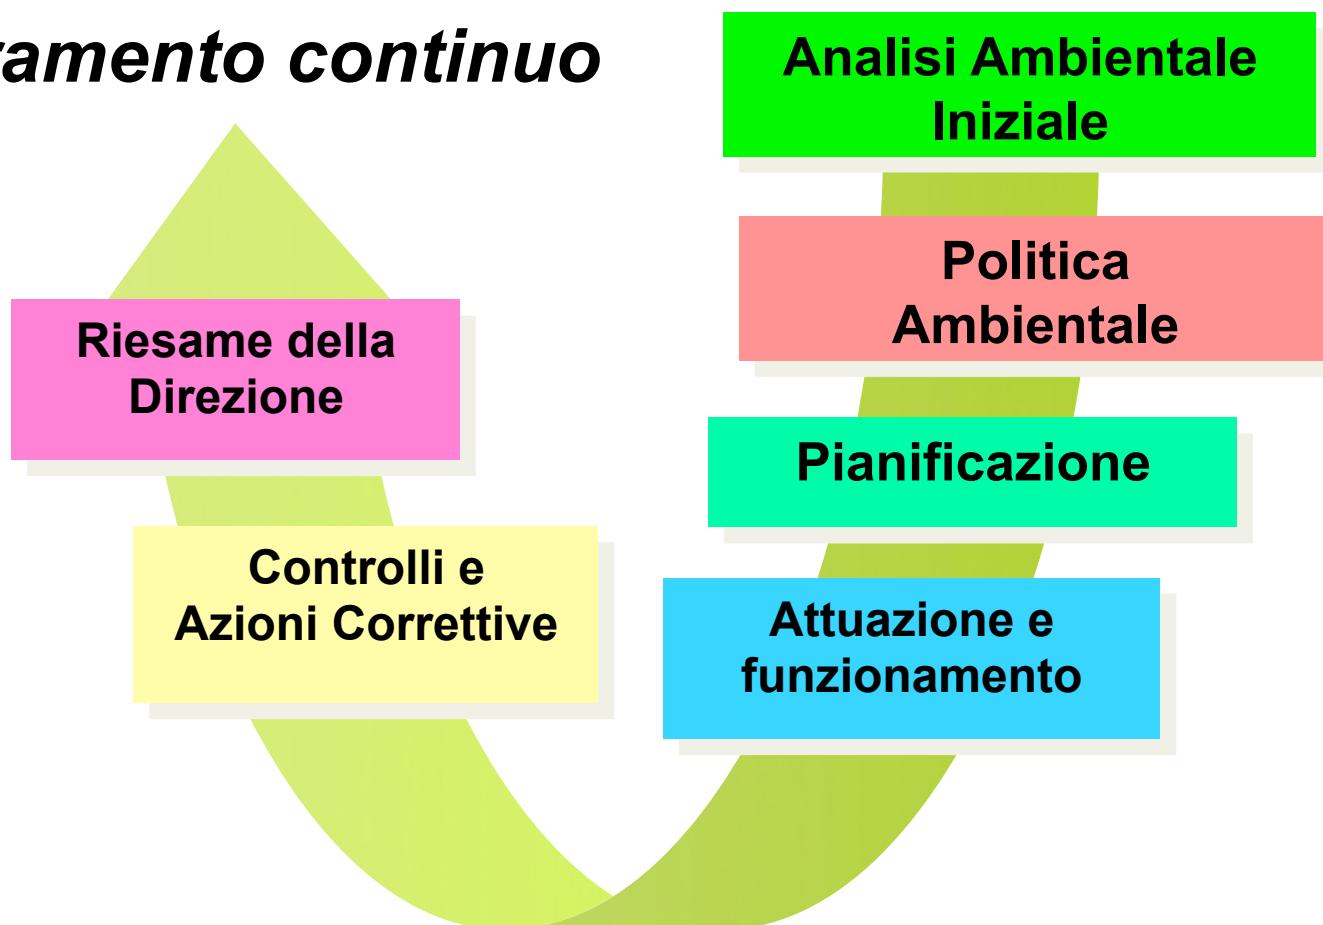 ramento continuo
Analisi Ambientale
Iniziale
Politica
Ambientale
Pianificazione
Attuazione e
funzionamento
Controlli e
Azioni Correttive
Riesame della
Direzione